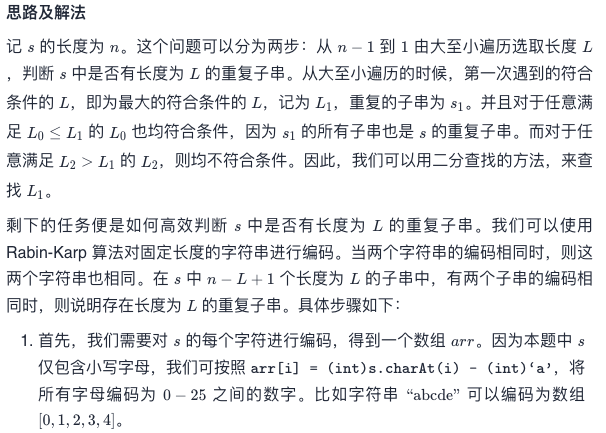 思路及解法
记 s 的长度为 n。这个问题可以分为两步：从 n − 1 到 1 由大至小遍历选取长度 L
，判断 s 中是否有长度为 L 的重复子串。从大至小遍历的时候，第一次遇到的符合
条件的 L，即为最大的符合条件的 L，记为 L₁，重复的子串为 s₁。并且对于任意满
足 L₀ ≤ L₁ 的 L₀ 也均符合条件，因为 s₁ 的所有子串也是 s 的重复子串。而对于任
意满足 L₂ > L₁ 的 L₂，则均不符合条件。因此，我们可以用二分查找的方法，来查
找 L₁。
剩下的任务便是如何高效判断 s 中是否有长度为 L 的重复子串。我们可以使用
Rabin-Karp 算法对固定长度的字符串进行编码。当两个字符串的编码相同时，则这
两个字符串也相同。在 s 中 n − L + 1 个长度为 L 的子串中，有两个子串的编码相
同时，则说明存在长度为 L 的重复子串。具体步骤如下：
1. 首先，我们需要对 s 的每个字符进行编码，得到一个数组 arr。因为本题中 s
仅包含小写字母，我们可按照 arr[i] = (int)s.charAt(i) - (int)‘a’，将
所有字母编码为 0 − 25 之间的数字。比如字符串 “abcde” 可以编码为数组
[0, 1, 2, 3, 4]。